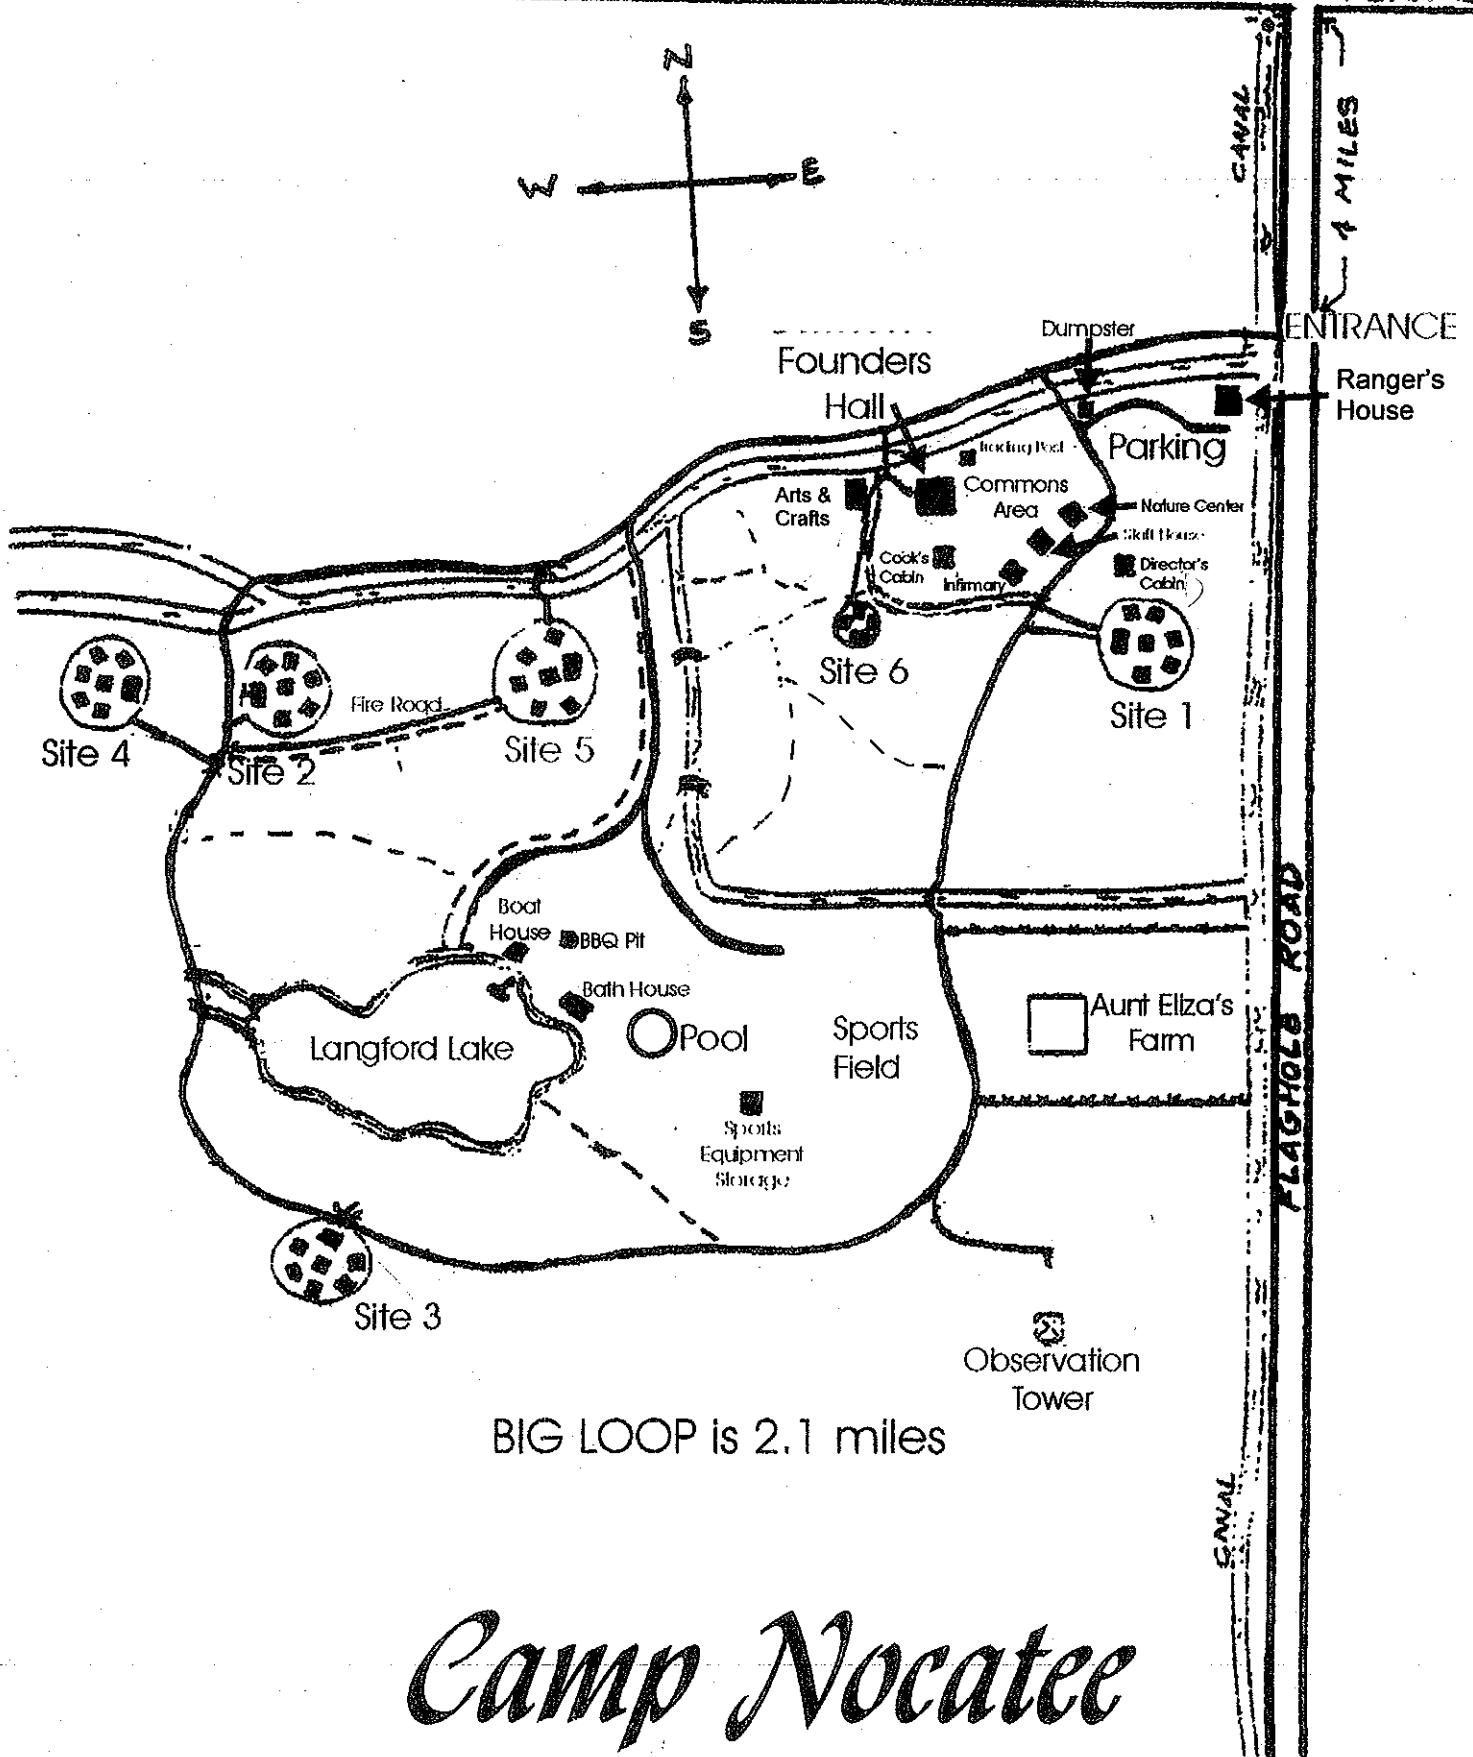 N
W
E
S
CANAL
4 MILES
ENTRANCE
Dumpster
Ranger's
House
Founders
Hall
Trading Post
Parking
Commons
Area
Arts &
Crafts
Nature Center
Staff House
Cook's
Cabin
Infirmary
Director's
Cabin
Site 6
Site 1
Site 4
Site 2
Fire Road
Site 5
Boat
House
BBQ Pit
Bath House
Langford Lake
Pool
Sports
Field
Aunt Eliza's
Farm
FLAGHOLE ROAD
Sports
Equipment
Storage
Site 3
Observation
Tower
BIG LOOP is 2.1 miles
CANAL
Camp Nocatee